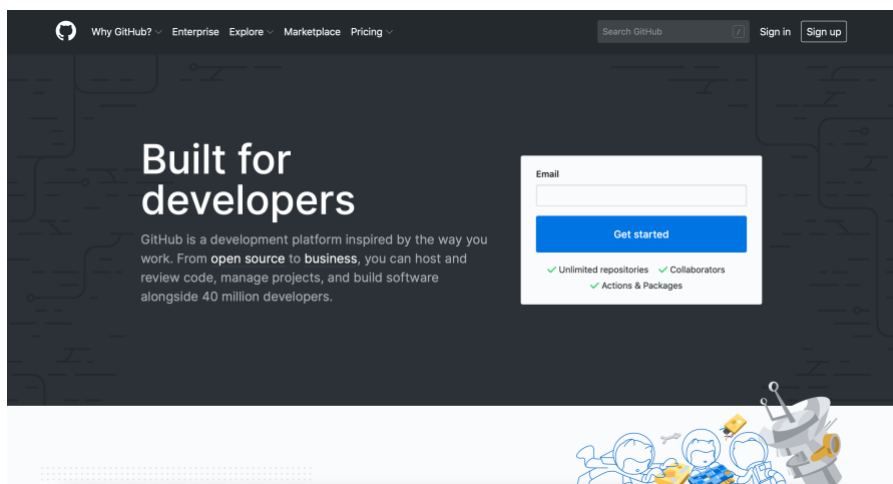 Why GitHub? Enterprise Explore Marketplace Pricing Search GitHub / Sign in Sign up
Built for
developers
GitHub is a development platform inspired by the way you
work. From open source to business, you can host and
review code, manage projects, and build software
alongside 40 million developers.
Email
Get started
Unlimited repositories Collaborators
Actions & Packages